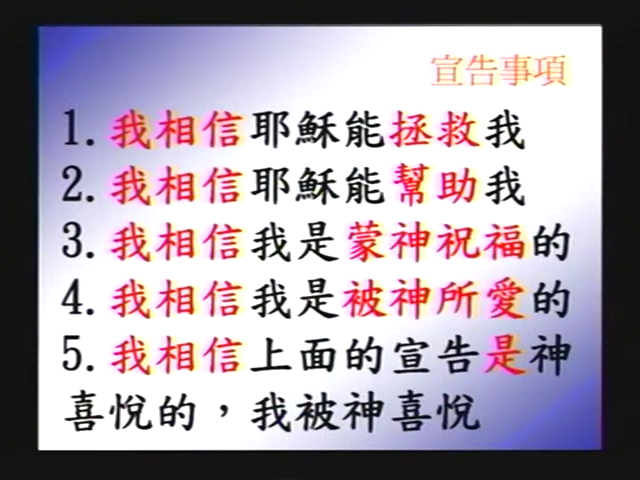 宣告事項
1.我相信耶穌能拯救我
2.我相信耶穌能幫助我
3.我相信我是蒙神祝福的
4.我相信我是被神所愛的
5.我相信上面的宣告是神
喜悅的，我被神喜悅